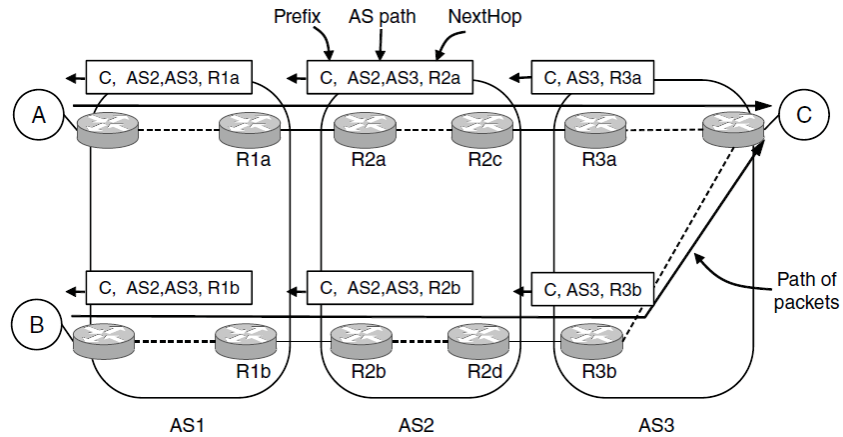 Prefix AS path NextHop
C, AS2,AS3, R1a
C, AS2,AS3, R2a
C, AS3, R3a
A
C
R1a
R2a
R2c
R3a
C, AS2,AS3, R1b
C, AS2,AS3, R2b
C, AS3, R3b
Path of
packets
B
R1b
R2b
R2d
R3b
AS1
AS2
AS3